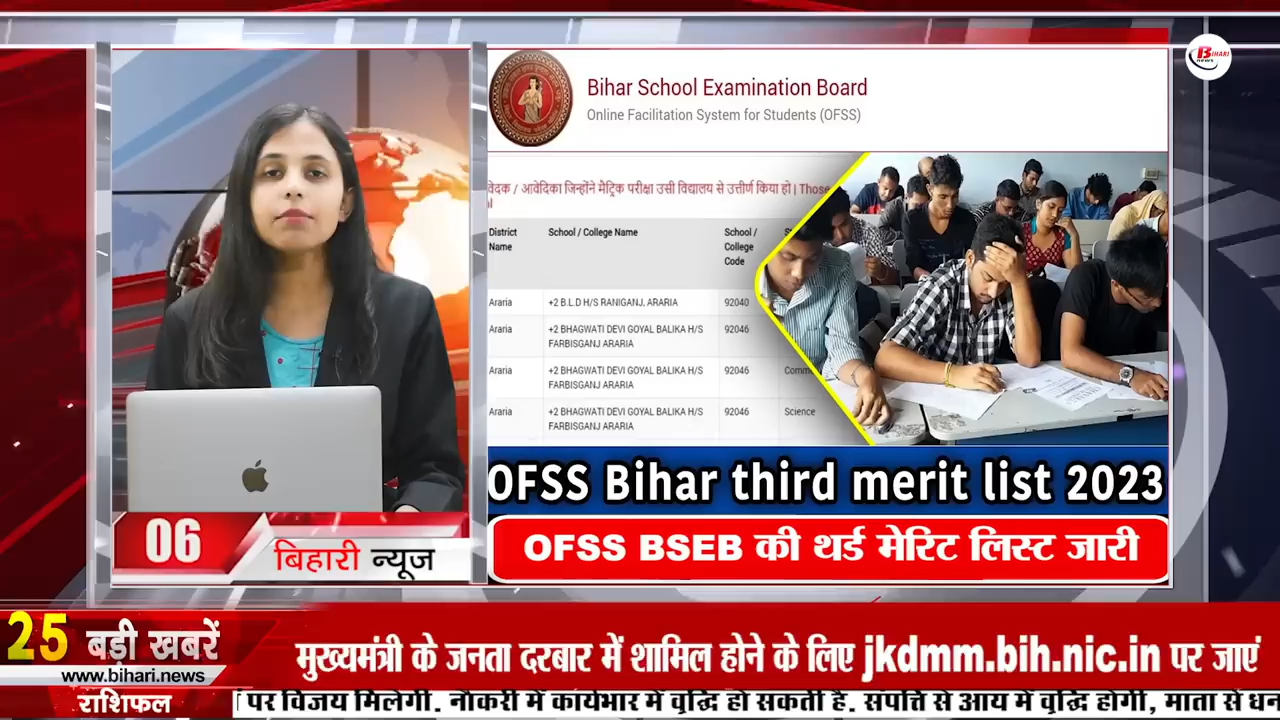 BIHARI
news
Bihar School Examination Board
Online Facilitation System for Students (OFSS)
वेदक / आवेदिका जिन्होंने मैट्रिक परीक्षा उसी विद्यालय से उत्तीर्ण किया हो | Those
District Name
School / College Name
School / College Code
Araria
+2 B.L.D H/S RANIGANJ, ARARIA
92040
Araria
+2 BHAGWATI DEVI GOYAL BALIKA H/S FARBISGANJ ARARIA
92046
Araria
+2 BHAGWATI DEVI GOYAL BALIKA H/S FARBISGANJ ARARIA
92046
Comm
Araria
+2 BHAGWATI DEVI GOYAL BALIKA H/S FARBISGANJ ARARIA
92046
Science
OFSS Bihar third merit list 2023
OFSS BSEB की थर्ड मेरिट लिस्ट जारी
06
बिहारी न्यूज
25 बड़ी खबरें
www.bihari.news
मुख्यमंत्री के जनता दरबार में शामिल होने के लिए jkdmm.bih.nic.in पर जाएं
राशिफल
पर विजय मिलेगी. नौकरी में कार्यभार में वृद्धि हो सकती है. संपत्ति से आय में वृद्धि होगी, माता से धन